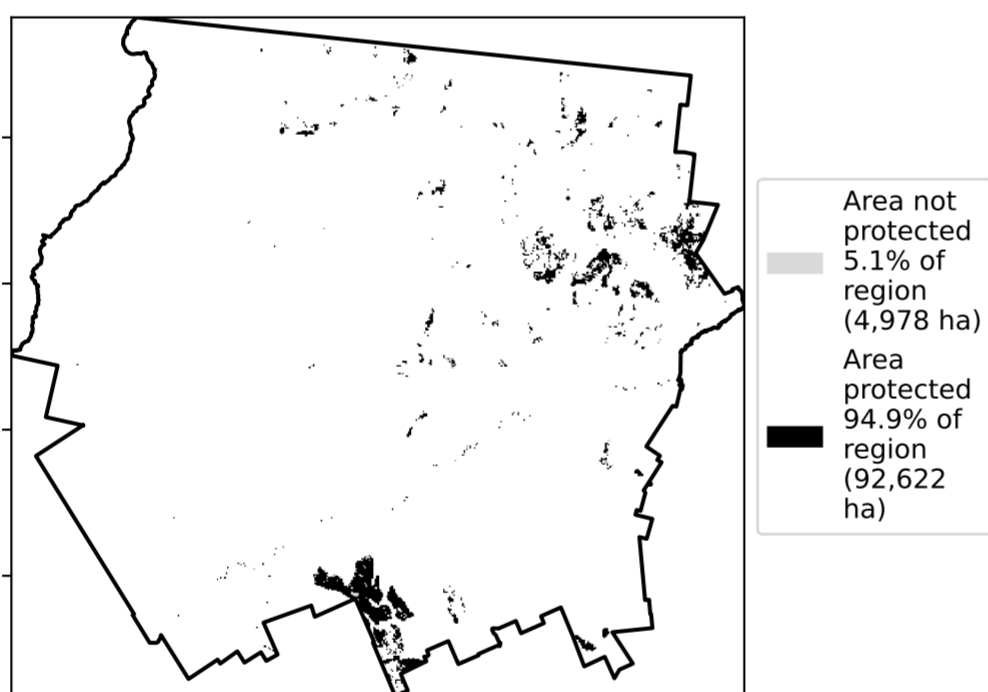 Area not
protected
5.1% of
region
(4,978 ha)
Area
protected
94.9% of
region
(92,622
ha)